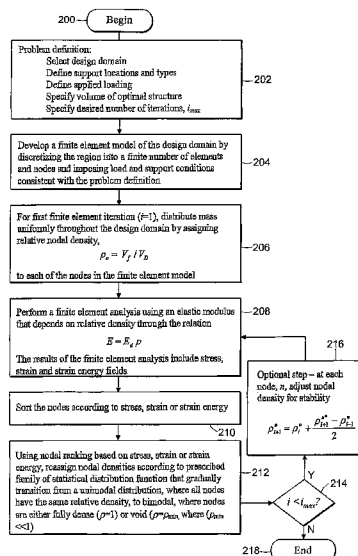 200
Begin
Problem definition:
Select design domain
Define support locations and types
Define applied loading
Specify volume of optimal structure
Specify desired number of iterations, i_max
202
Develop a finite element model of the design domain by
discretizing the region into a finite number of elements
and nodes and imposing load and support conditions
consistent with the problem definition
204
For first finite element iteration (i=1), distribute mass
uniformly throughout the design domain by assigning
relative nodal density,
ρ_o = V_f / V_D
to each of the nodes in the finite element model
206
208
Perform a finite element analysis using an elastic modulus
that depends on relative density through the relation
E = E_d ρ
The results of the finite element analysis include stress,
strain and strain energy fields
Sort the nodes according to stress, strain or strain energy
210
Using nodal ranking based on stress, strain or strain
energy, reassign nodal densities according to prescribed
family of statistical distribution function that gradually
transition from a unimodal distribution, where all nodes
have the same relative density, to bimodal, where nodes
are either fully dense (ρ=1) or void (ρ=ρ_min, where (ρ_min
<<1)
212
216
Optional step – at each
node, n, adjust nodal
density for stability
Y
214
i < i_max?
N
218
End